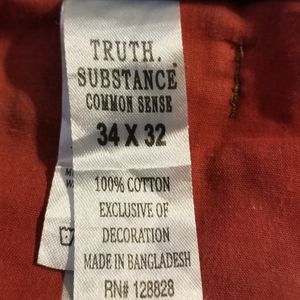 TRUTH.
SUBSTANCE
COMMON SENSE
34 X 32
100% COTTON
EXCLUSIVE OF
DECORATION
MADE IN BANGLADESH
RN# 128828